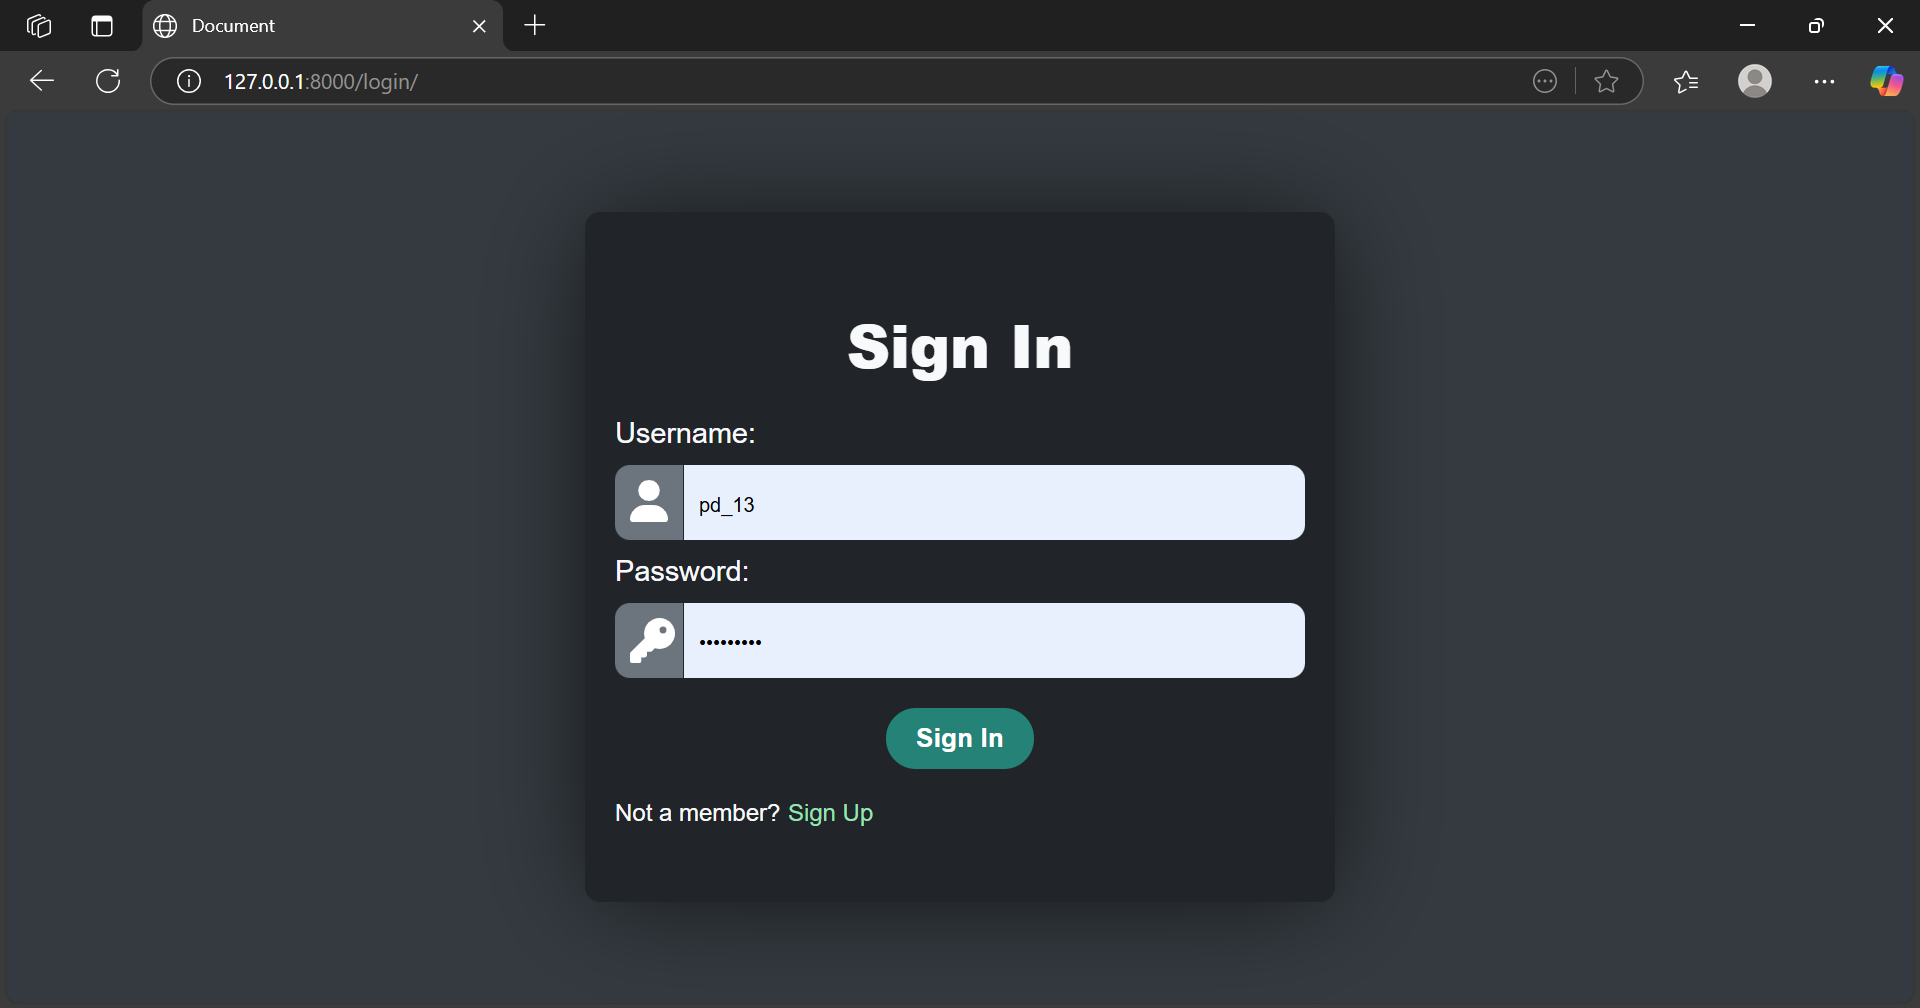 Document
127.0.0.1:8000/login/
Sign In
Username:
pd_13
Password:
•••••••••
Sign In
Not a member? Sign Up